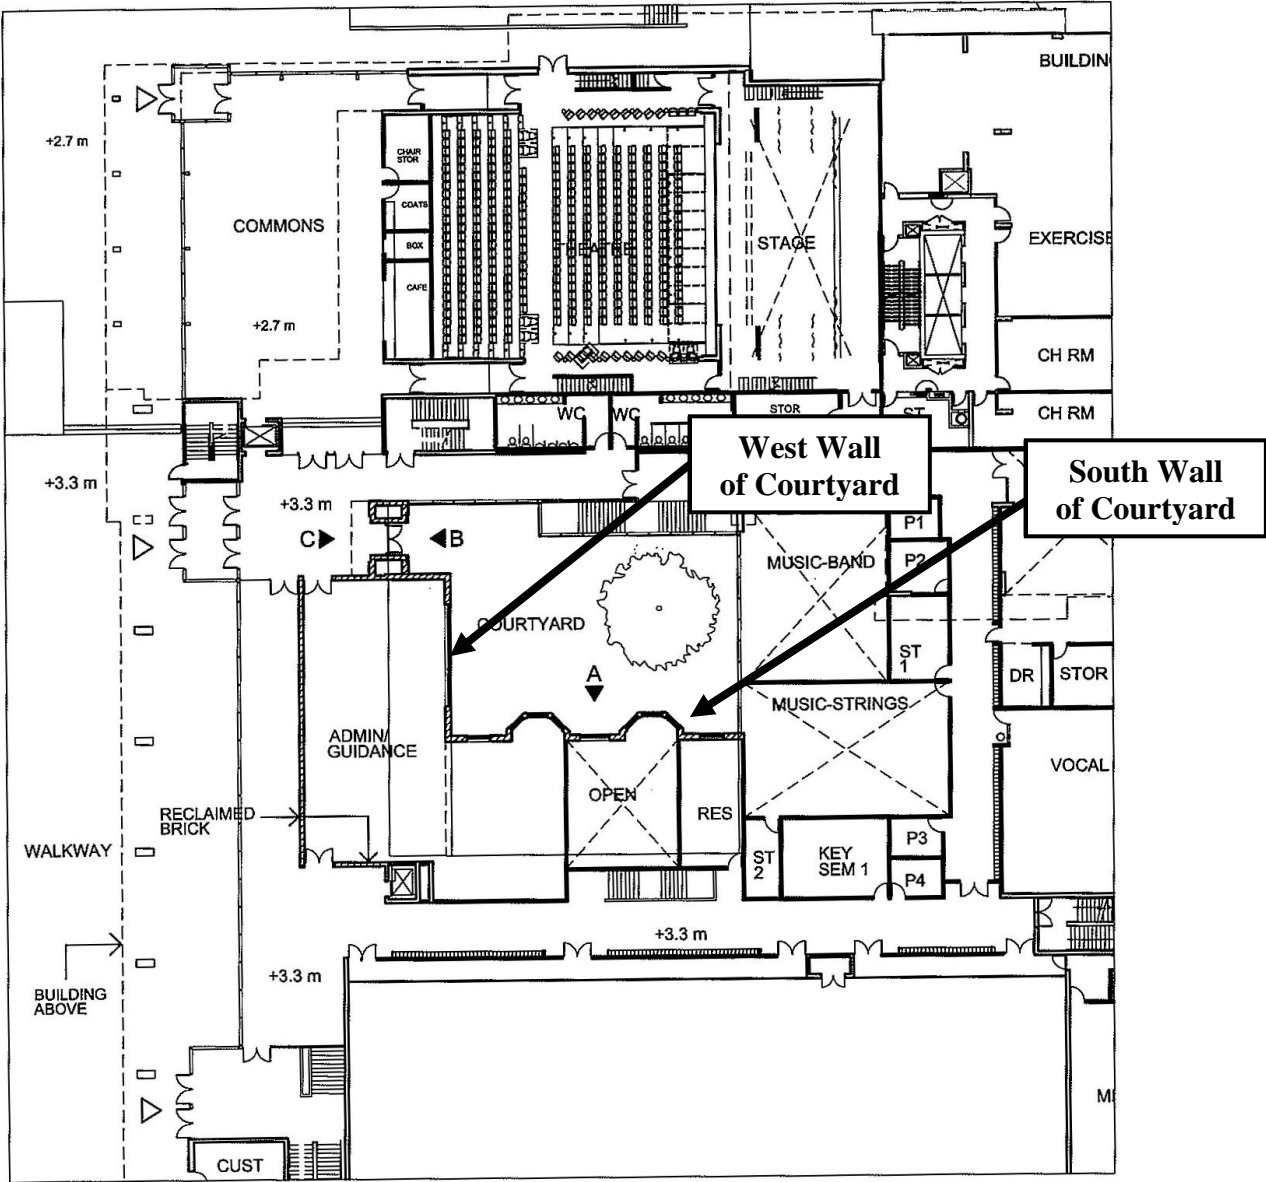 BUILDIN
+2.7 m
CHAIR
STOR
COATS
BOX
CAFE
COMMONS
STAGE
EXERCISE
+2.7 m
CH RM
CH RM
WC
WC
STOR
ST
West Wall
of Courtyard
South Wall
of Courtyard
+3.3 m
+3.3 m
C
B
P1
P2
MUSIC-BAND
COURTYARD
ST
1
DR
STOR
A
MUSIC-STRINGS
ADMIN/
GUIDANCE
VOCAL
OPEN
RES
RECLAIMED
BRICK
WALKWAY
ST
2
KEY
SEM 1
P3
P4
+3.3 m
+3.3 m
BUILDING
ABOVE
CUST